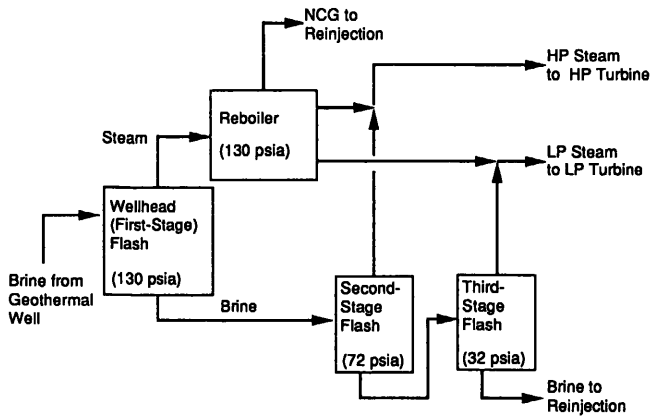 NCG to
Reinjection
HP Steam
to HP Turbine
Reboiler
(130 psia)
Steam
LP Steam
to LP Turbine
Wellhead
(First-Stage)
Flash
(130 psia)
Brine from
Geothermal
Well
Brine
Second-
Stage
Flash
(72 psia)
Third-
Stage
Flash
(32 psia)
Brine to
Reinjection